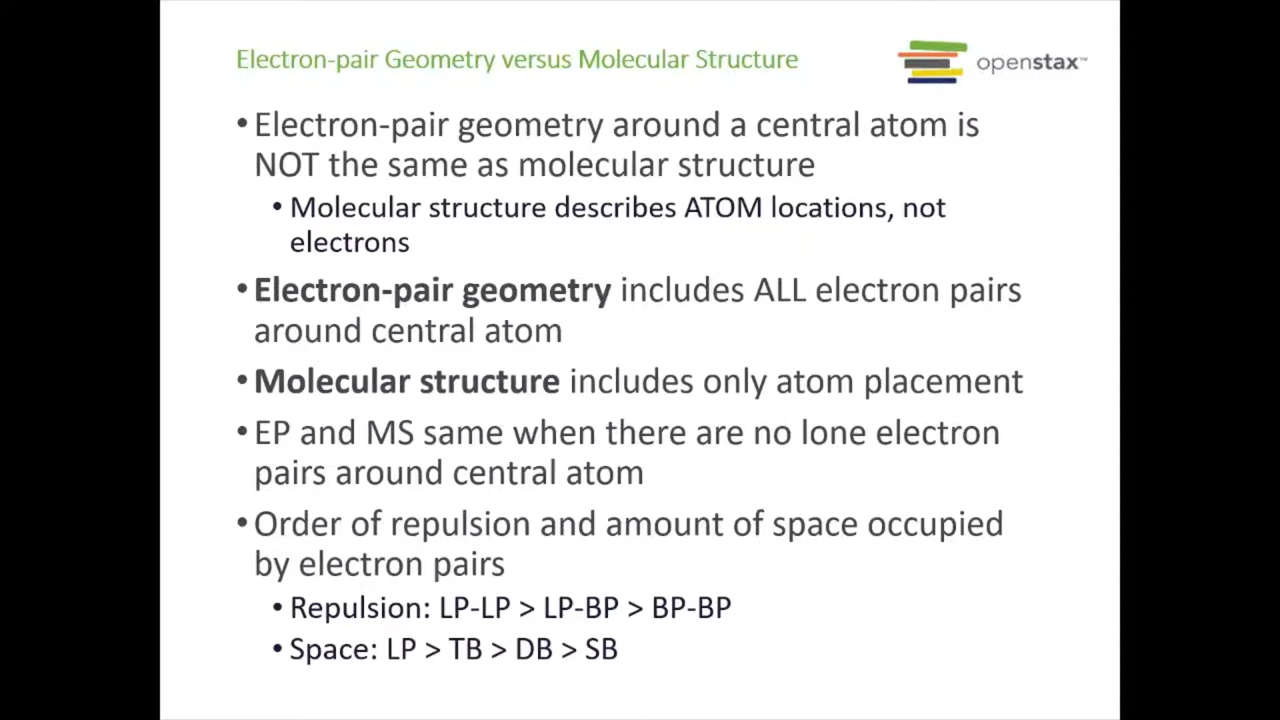 Electron-pair Geometry versus Molecular Structure
openstax™
• Electron-pair geometry around a central atom is
NOT the same as molecular structure
• Molecular structure describes ATOM locations, not
electrons
• Electron-pair geometry includes ALL electron pairs
around central atom
• Molecular structure includes only atom placement
• EP and MS same when there are no lone electron
pairs around central atom
• Order of repulsion and amount of space occupied
by electron pairs
• Repulsion: LP-LP > LP-BP > BP-BP
• Space: LP > TB > DB > SB